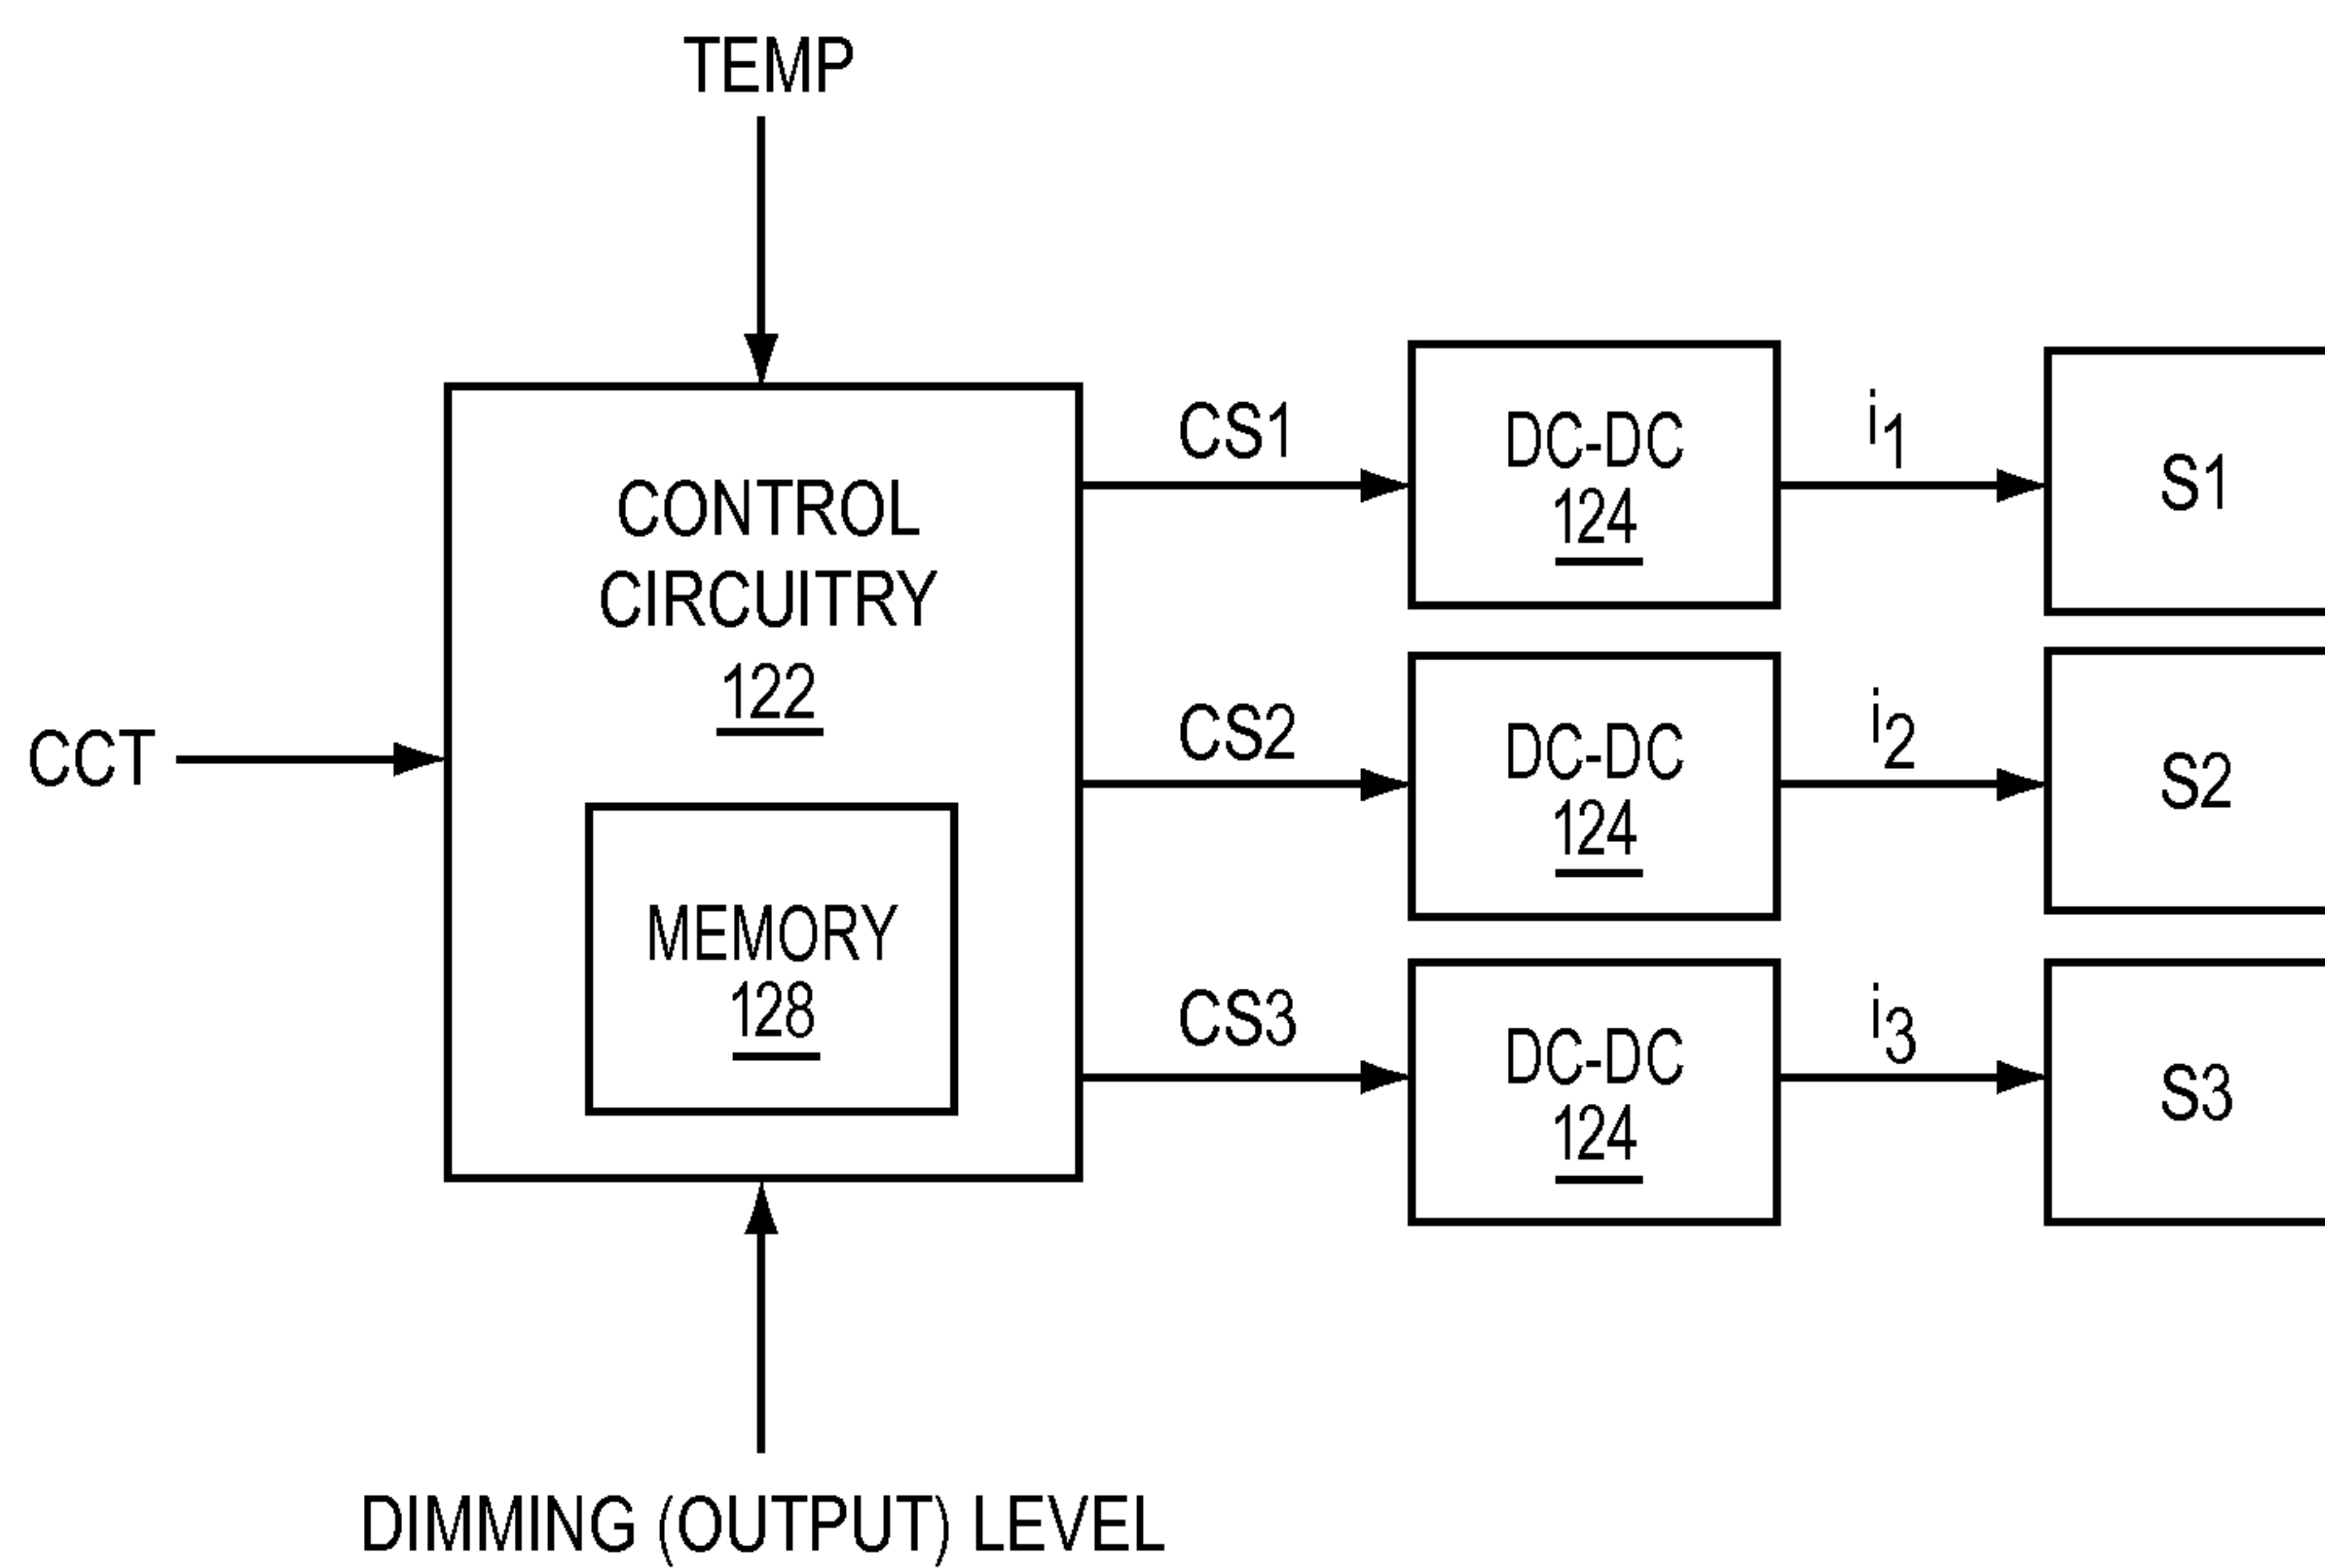 TEMP
CONTROL
CIRCUITRY
122
MEMORY
128
CCT
DIMMING (OUTPUT) LEVEL
CS1
DC-DC
124
i1
S1
CS2
DC-DC
124
i2
S2
CS3
DC-DC
124
i3
S3